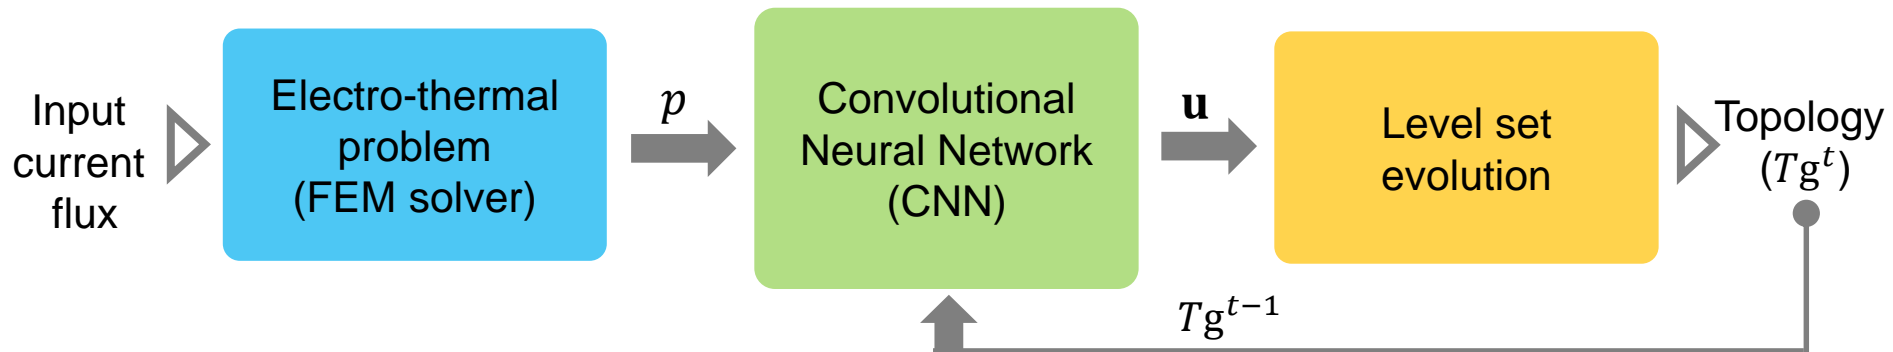 Input
current
flux
Electro-thermal
problem
(FEM solver)
p
Convolutional
Neural Network
(CNN)
u
Level set
evolution
Topology
(Tg^t)
Tg^{t−1}